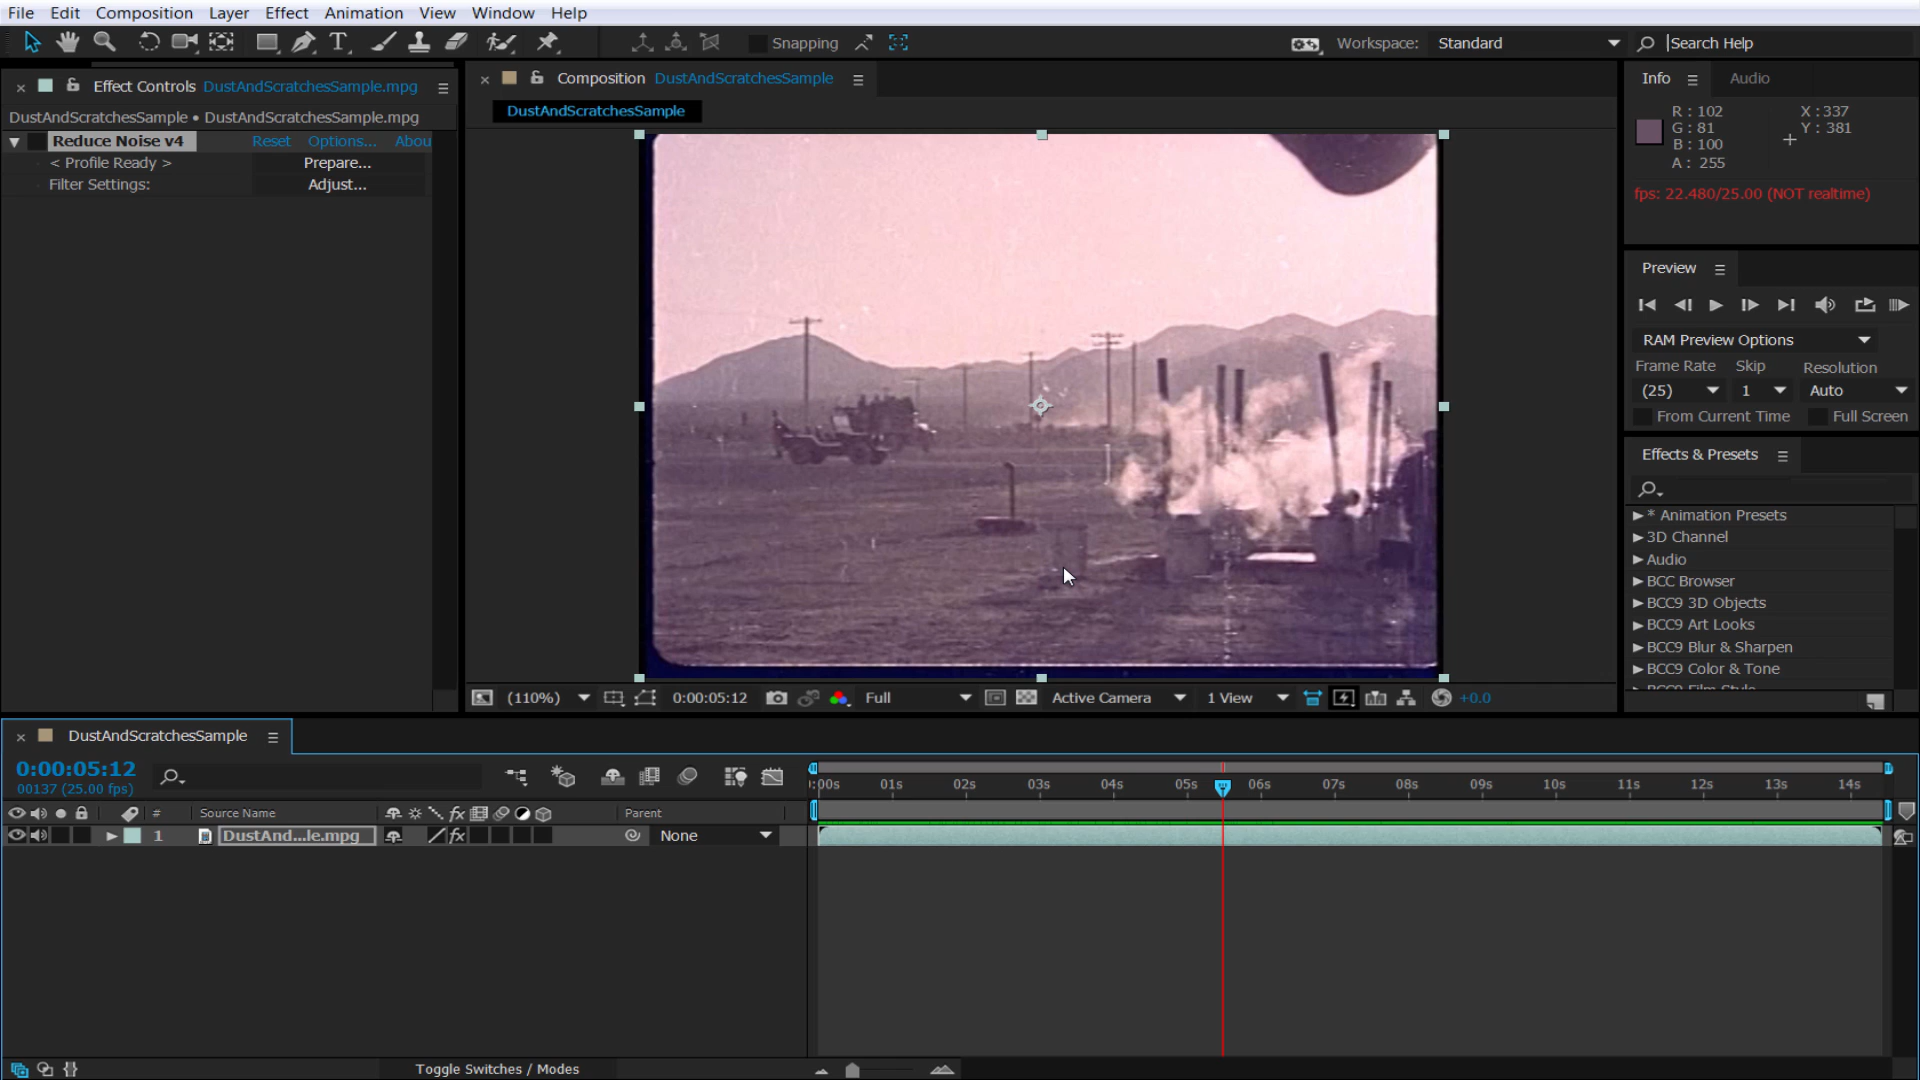 File Edit Composition Layer Effect Animation View Window Help
Snapping
Workspace: Standard
Search Help
Effect Controls DustAndScratchesSample.mpg
DustAndScratchesSample • DustAndScratchesSample.mpg
Reduce Noise v4 Reset Options... Abou
< Profile Ready > Prepare...
Filter Settings: Adjust...
Composition DustAndScratchesSample
DustAndScratchesSample
(110%) 0:00:05:12 Full Active Camera 1 View +0.0
Info Audio
R : 102 X : 337
G : 81 Y : 381
B : 100
A : 255
fps: 22.480/25.00 (NOT realtime)
Preview
RAM Preview Options
Frame Rate Skip Resolution
(25) 1 Auto
From Current Time Full Screen
Effects & Presets
* Animation Presets
3D Channel
Audio
BCC Browser
BCC9 3D Objects
BCC9 Art Looks
BCC9 Blur & Sharpen
BCC9 Color & Tone
BCC9 Film Style
DustAndScratchesSample
0:00:05:12
00137 (25.00 fps)
:00s 01s 02s 03s 04s 05s 06s 07s 08s 09s 10s 11s 12s 13s 14s
# Source Name fx Parent
1 DustAnd...le.mpg fx None
Toggle Switches / Modes